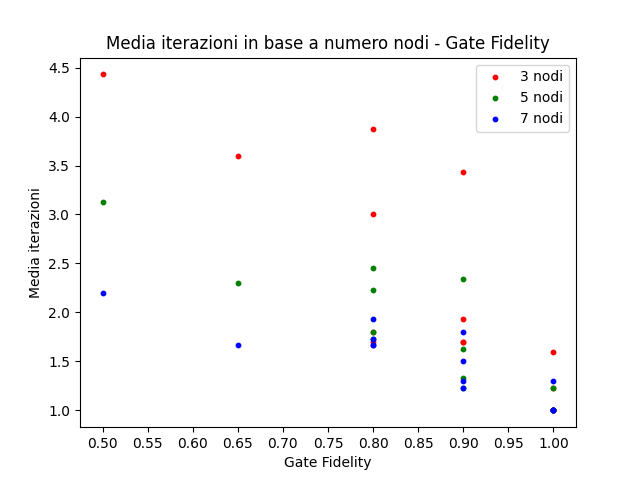 Media iterazioni in base a numero nodi - Gate Fidelity
4.5
4.0
3.5
3.0
2.5
2.0
1.5
1.0
Media iterazioni
3 nodi
5 nodi
7 nodi
0.50 0.55 0.60 0.65 0.70 0.75 0.80 0.85 0.90 0.95 1.00
Gate Fidelity